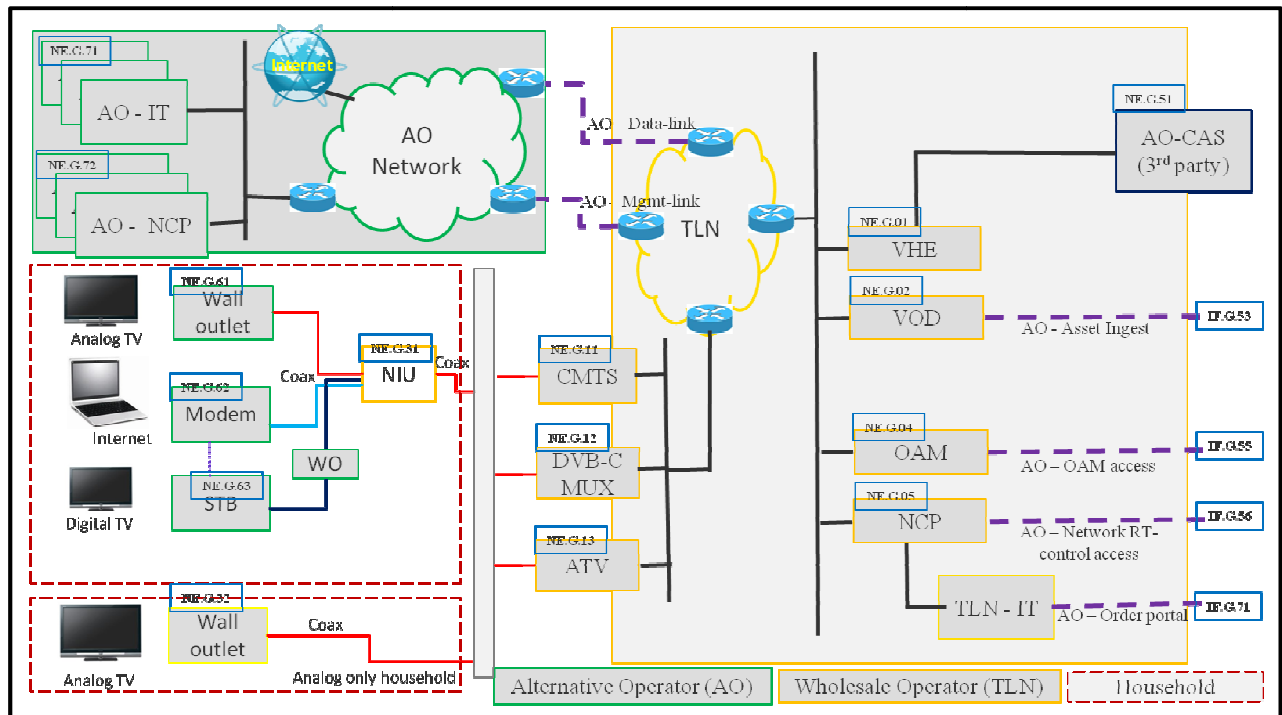 NE.G.71
AO - IT
NE.G.72
AO - NCP
Internet
AO
Network
AO - Data-link
AO - Mgmt-link
TLN
NE.G.51
AO-CAS
(3rd party)
NE.G.01
VHE
NE.G.02
VOD
AO - Asset Ingest
IF.G.53
NE.G.04
OAM
AO – OAM access
IF.G.55
NE.G.05
NCP
AO – Network RT-
control access
IF.G.56
TLN - IT
AO – Order portal
IF.G.71
Analog TV
NE.G.61
Wall
outlet
Internet
NE.G.62
Modem
Coax
NE.G.31
NIU
Coax
Digital TV
NE.G.63
STB
WO
NE.G.11
CMTS
NE.G.12
DVB-C
MUX
NE.G.13
ATV
Analog TV
NE.G.32
Wall
outlet
Coax
Analog only household
Alternative Operator (AO)
Wholesale Operator (TLN)
Household